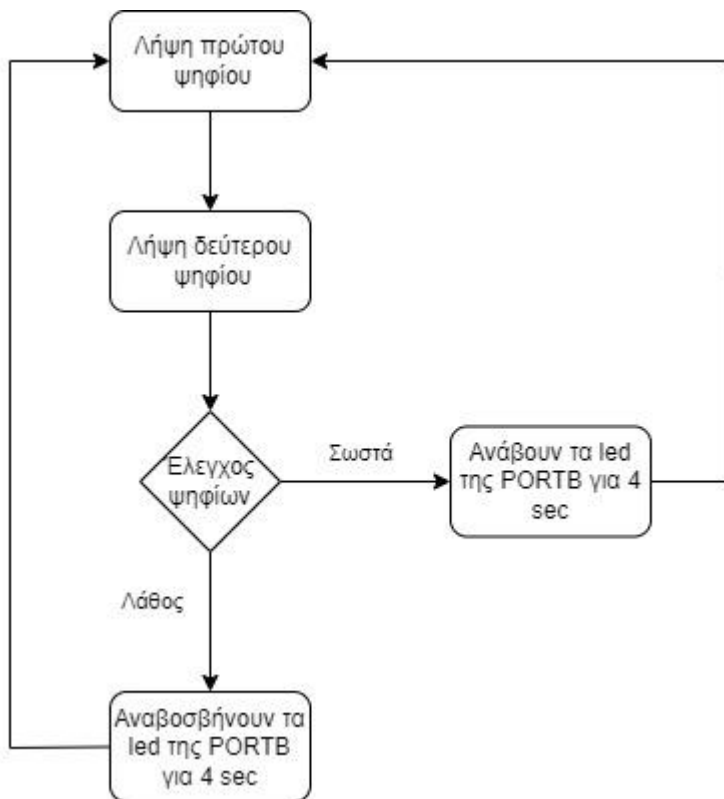 Λήψη πρώτου
ψηφίου
Λήψη δεύτερου
ψηφίου
Έλεγχος
ψηφίων
Σωστά
Ανάβουν τα led
της PORTB για 4
sec
Λάθος
Αναβοσβήνουν τα
led της PORTB
για 4 sec